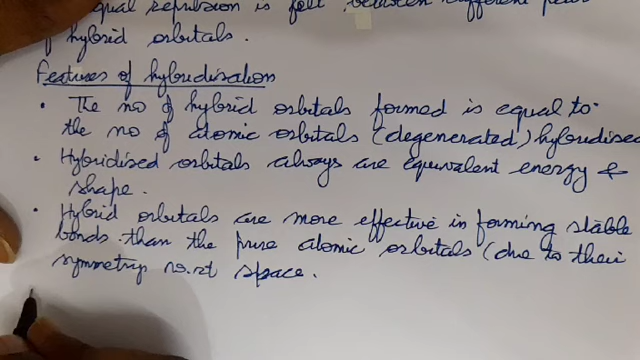 equal repulsion is felt between different pair
of hybrid orbitals.
Features of hybridisation
• The no of hybrid orbitals formed is equal to
the no of atomic orbitals (degenerated) hybridised
• Hybridised orbitals always are equivalent energy &
shape.
• Hybrid orbitals are more effective in forming stable
bonds than the pure atomic orbitals (due to their
symmetry w.rt space.